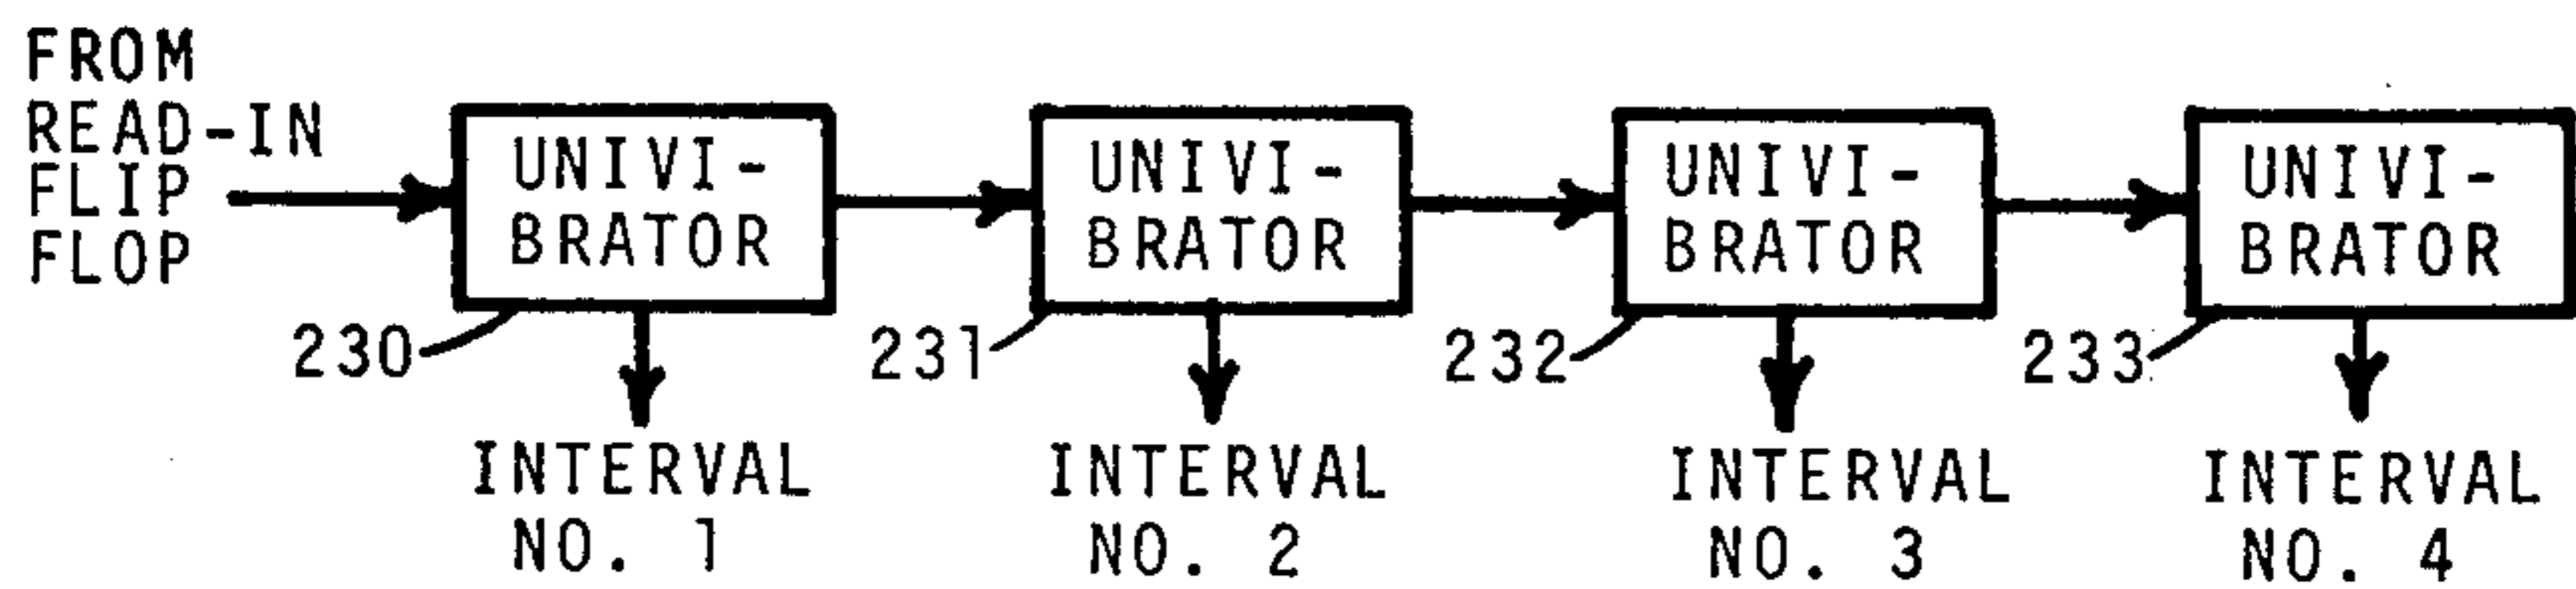 FROM
READ-IN
FLIP
FLOP
UNIVI-
BRATOR
230
INTERVAL
NO. 1
UNIVI-
BRATOR
231
INTERVAL
NO. 2
UNIVI-
BRATOR
232
INTERVAL
NO. 3
UNIVI-
BRATOR
233
INTERVAL
NO. 4